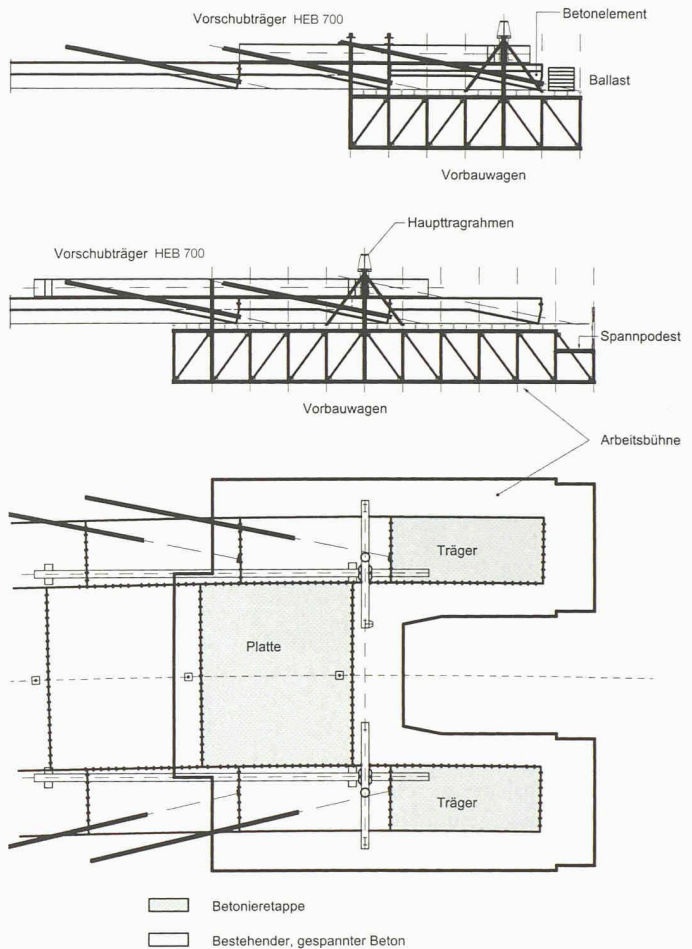 Vorschubträger HEB 700
Betonelement
Ballast
Vorbauwagen
Haupttragrahmen
Vorschubträger HEB 700
Spannpodest
Vorbauwagen
Arbeitsbühne
Träger
Platte
Träger
Betonieretappe
Bestehender, gespannter Beton